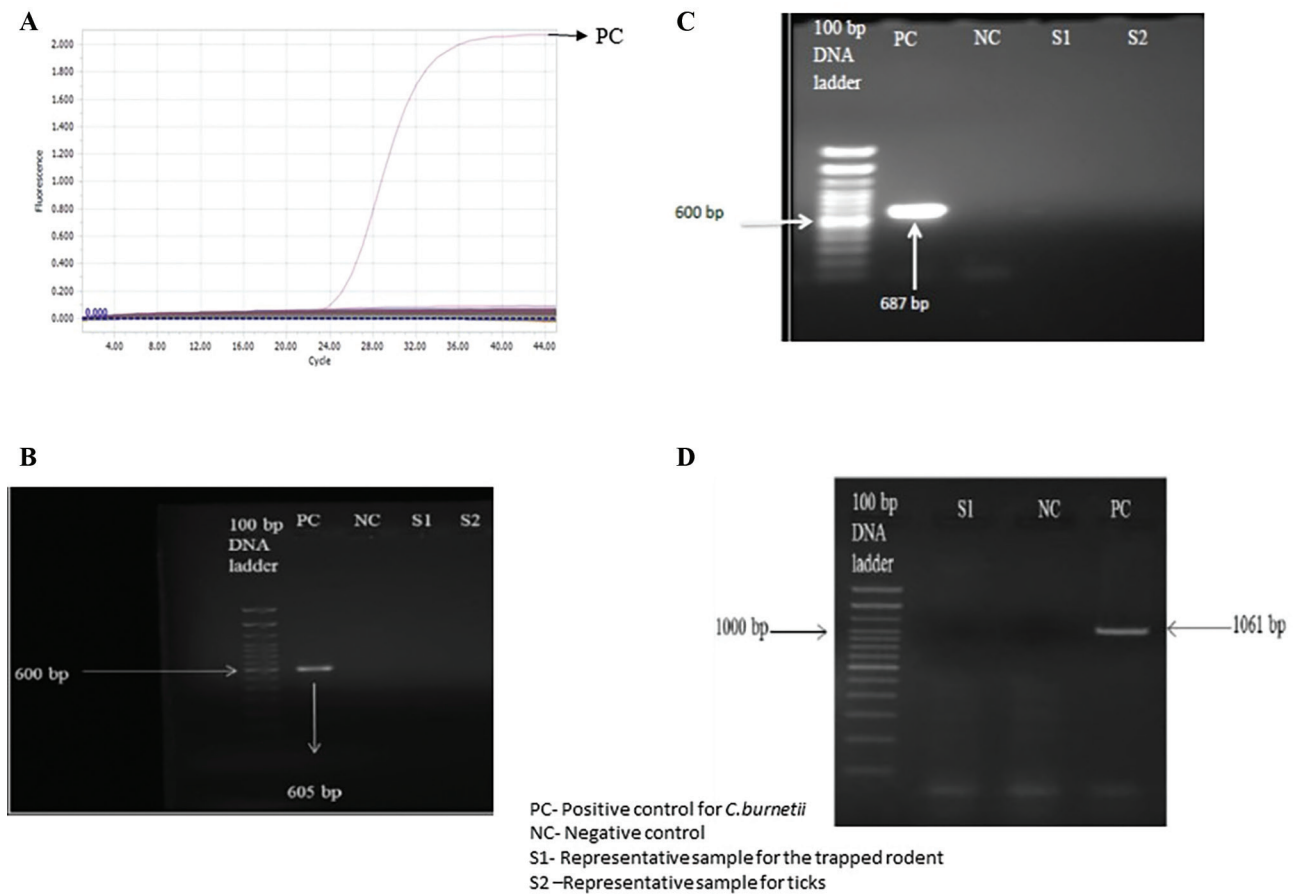 A
2.000
1.800
1.600
1.400
1.200
1.000
0.800
0.600
0.400
0.200
0.000
Fluorescence
0.000
4.00 8.00 12.00 16.00 20.00 24.00 28.00 32.00 36.00 40.00 44.00
Cycle
PC
B
100 bp
DNA
ladder
PC NC S1 S2
600 bp
605 bp
C
100 bp
DNA
ladder
PC NC S1 S2
600 bp
687 bp
D
100 bp
DNA
ladder
S1 NC PC
1000 bp
1061 bp
PC- Positive control for C.burnetii
NC- Negative control
S1- Representative sample for the trapped rodent
S2 –Representative sample for ticks